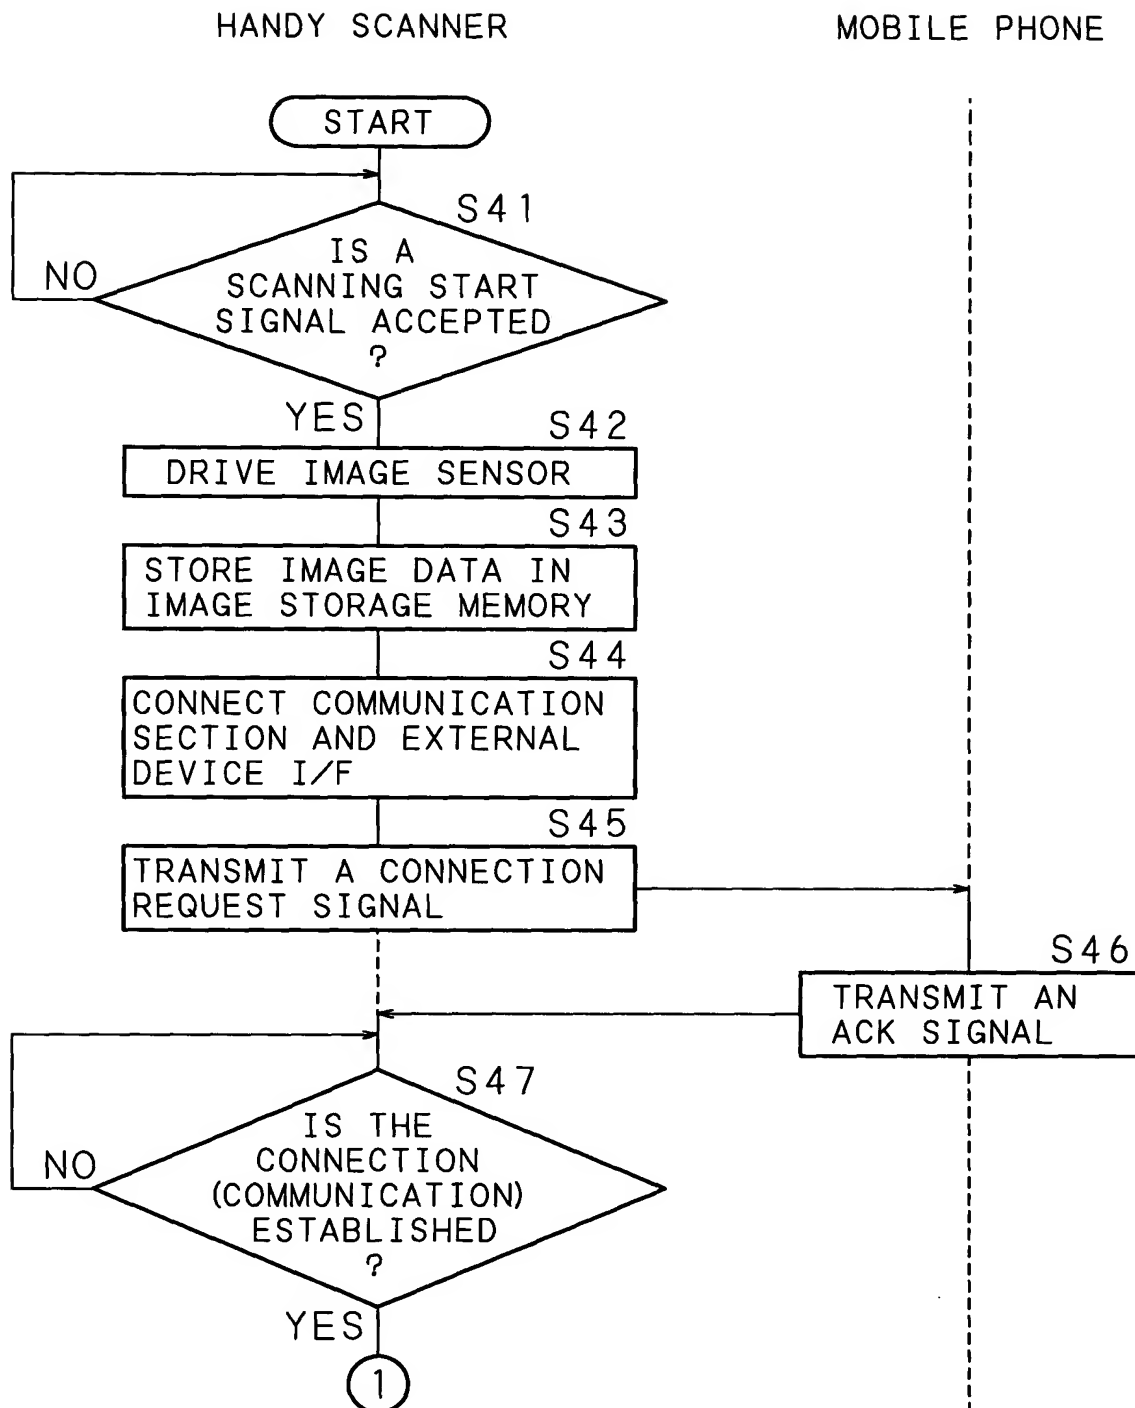 HANDY SCANNER
MOBILE PHONE
START
S41
IS A
SCANNING START
SIGNAL ACCEPTED
?
NO
YES
S42
DRIVE IMAGE SENSOR
S43
STORE IMAGE DATA IN
IMAGE STORAGE MEMORY
S44
CONNECT COMMUNICATION
SECTION AND EXTERNAL
DEVICE I/F
S45
TRANSMIT A CONNECTION
REQUEST SIGNAL
S46
TRANSMIT AN
ACK SIGNAL
S47
IS THE
CONNECTION
(COMMUNICATION)
ESTABLISHED
?
NO
YES
1